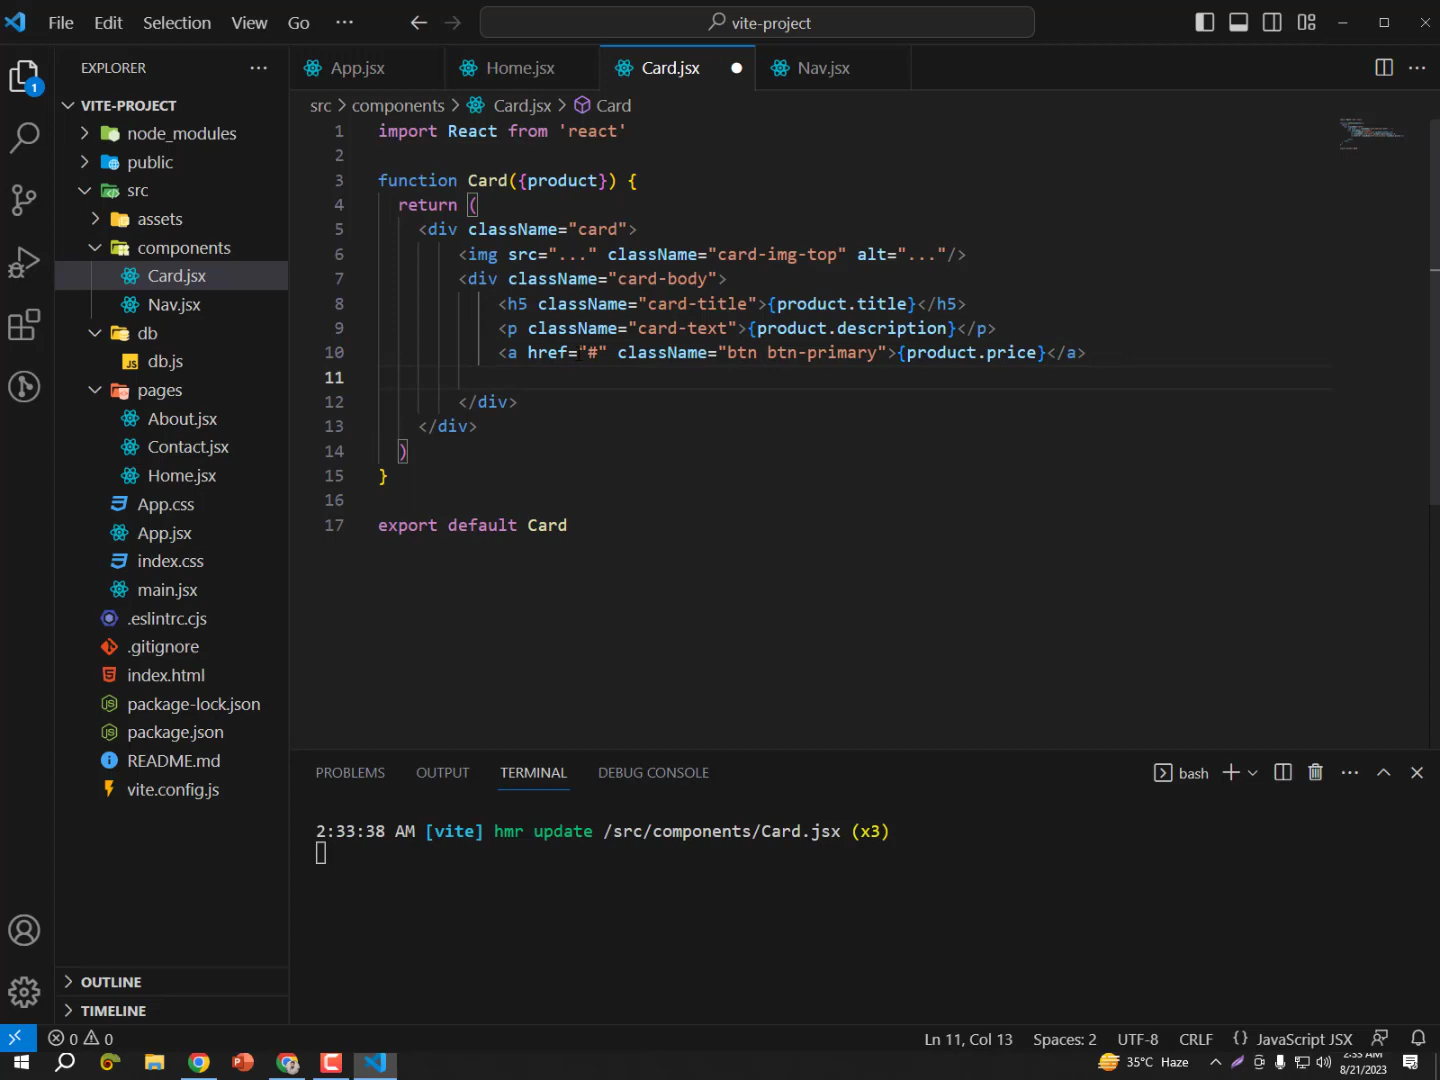 File Edit Selection View Go ··· vite-project
EXPLORER ···
App.jsx Home.jsx Card.jsx Nav.jsx
1
VITE-PROJECT
node_modules
public
src
assets
components
Card.jsx
Nav.jsx
db
db.js
pages
About.jsx
Contact.jsx
Home.jsx
App.css
App.jsx
index.css
main.jsx
.eslintrc.cjs
.gitignore
index.html
package-lock.json
package.json
README.md
vite.config.js
OUTLINE
TIMELINE
src > components > Card.jsx > Card
1 import React from 'react'
2
3 function Card({product}) {
4 return (
5 <div className="card">
6 <img src="..." className="card-img-top" alt="..."/>
7 <div className="card-body">
8 <h5 className="card-title">{product.title}</h5>
9 <p className="card-text">{product.description}</p>
10 <a href="#" className="btn btn-primary">{product.price}</a>
11
12 </div>
13 </div>
14 )
15 }
16
17 export default Card
PROBLEMS OUTPUT TERMINAL DEBUG CONSOLE bash
2:33:38 AM [vite] hmr update /src/components/Card.jsx (x3)
0 0 Ln 11, Col 13 Spaces: 2 UTF-8 CRLF {} JavaScript JSX
35°C Haze
8/21/2023